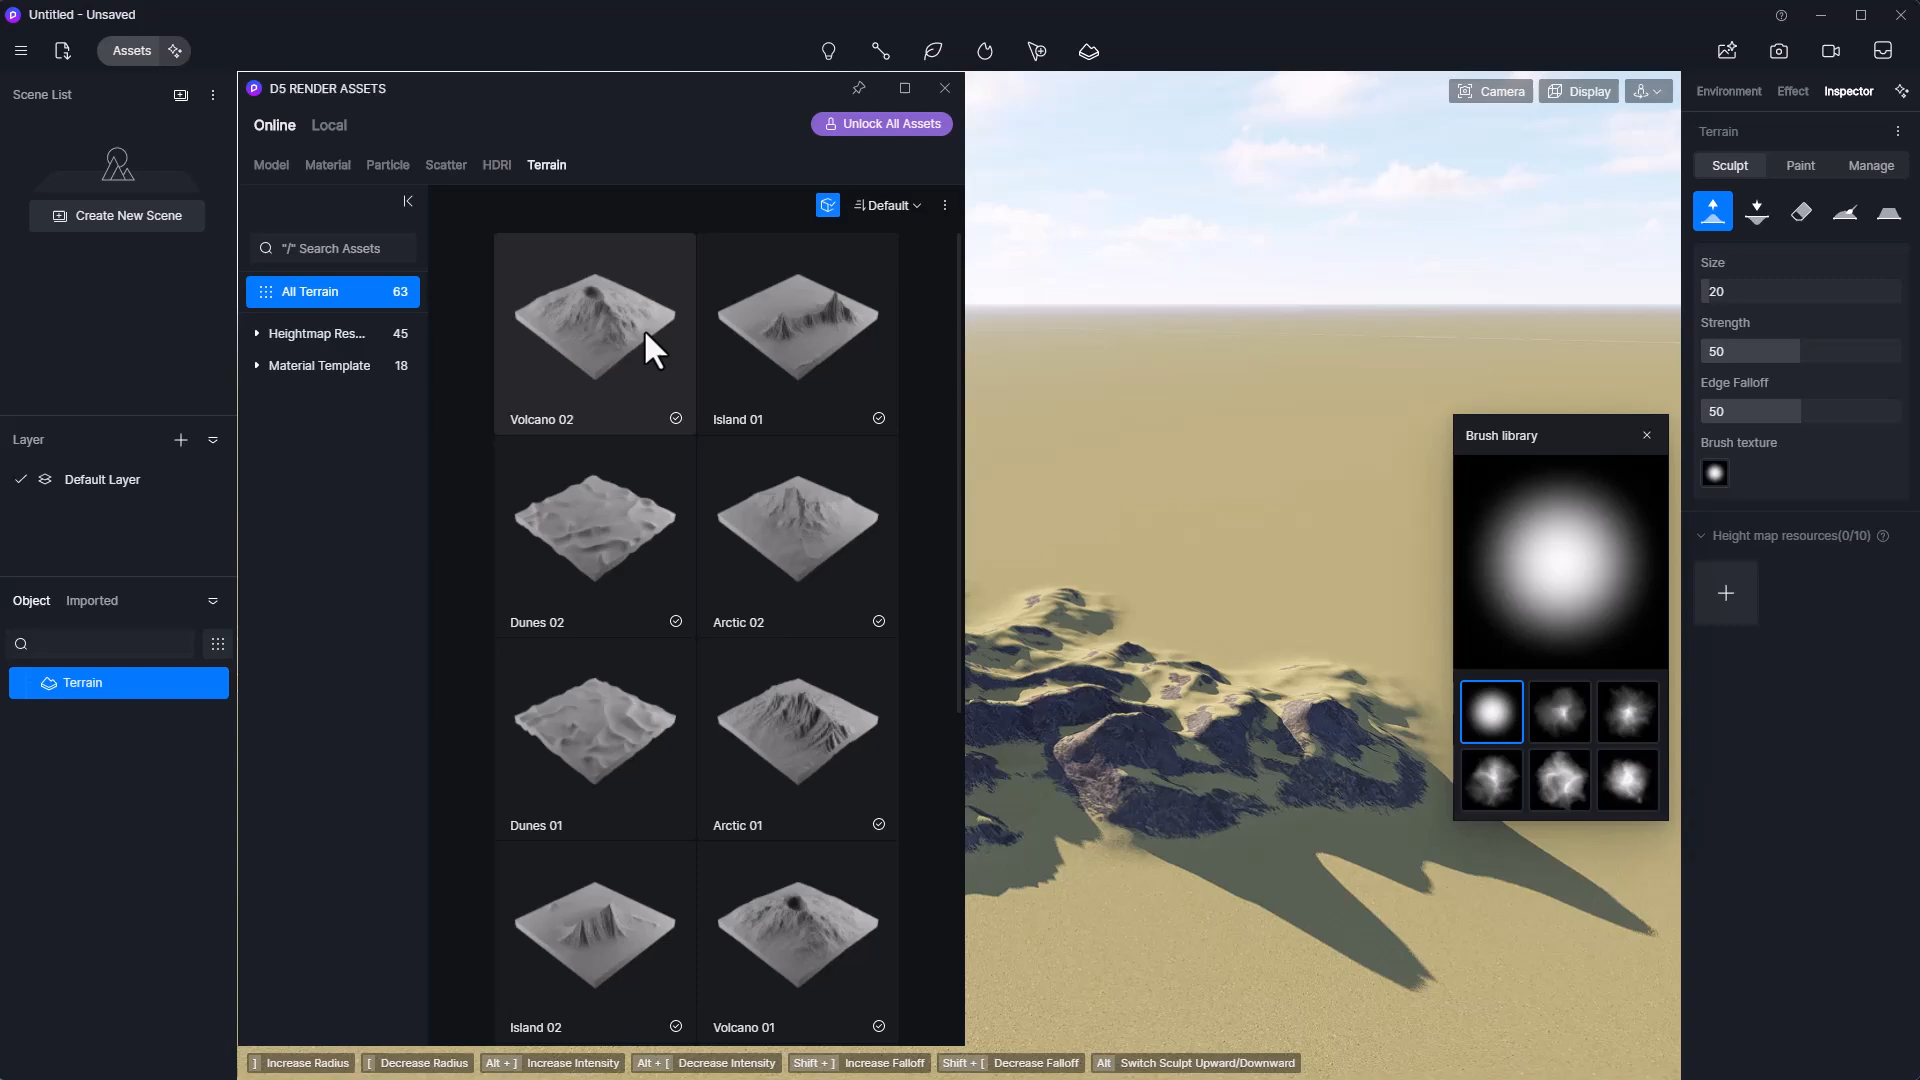 Untitled - Unsaved
Assets
Scene List
Create New Scene
Layer
Default Layer
Object Imported
Terrain
D5 RENDER ASSETS
Online Local
Unlock All Assets
Model Material Particle Scatter HDRI Terrain
Default
"/" Search Assets
All Terrain 63
Heightmap Res... 45
Material Template 18
Volcano 02
Island 01
Dunes 02
Arctic 02
Dunes 01
Arctic 01
Island 02
Volcano 01
Camera Display
Brush library
Environment Effect Inspector
Terrain
Sculpt Paint Manage
Size
20
Strength
50
Edge Falloff
50
Brush texture
Height map resources(0/10)
] Increase Radius [ Decrease Radius Alt + ] Increase Intensity Alt + [ Decrease Intensity Shift + ] Increase Falloff Shift + [ Decrease Falloff Alt Switch Sculpt Upward/Downward